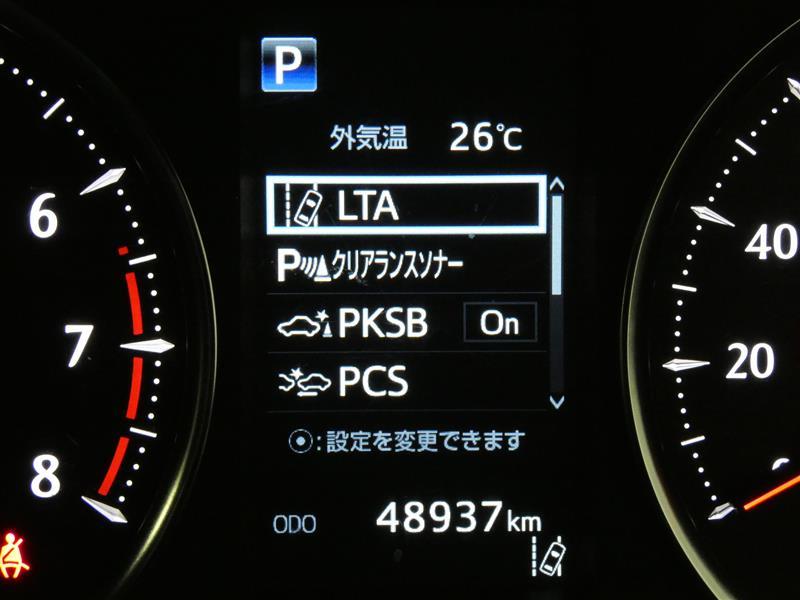 P
外気温 26℃
LTA
Pクリアランスソナー
PKSB On
PCS
:設定を変更できます
ODO 48937km
6
7
8
40
20